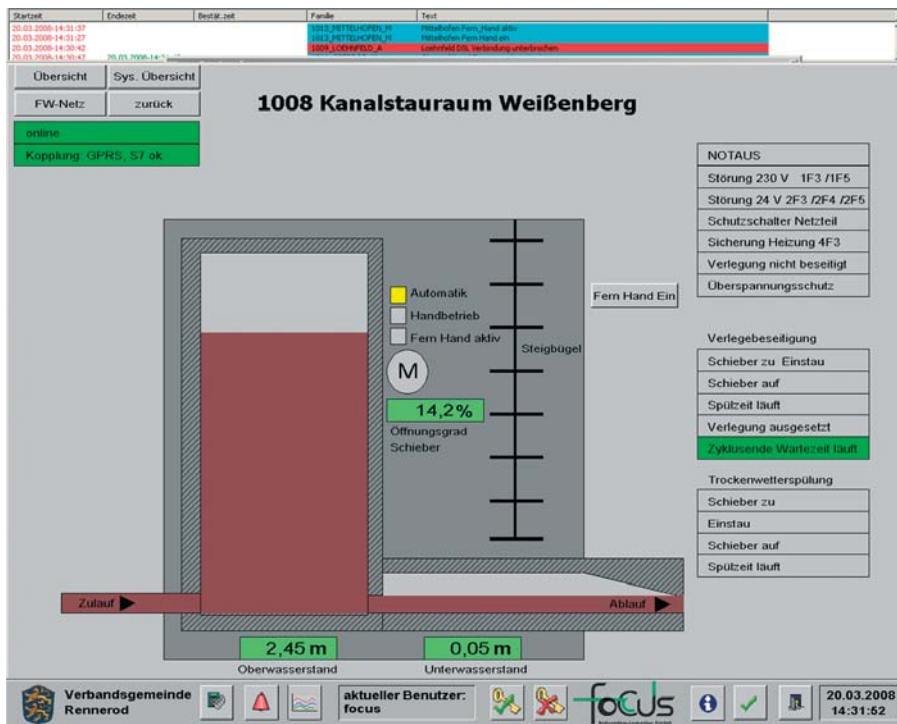 Startzeit Endezeit Bestät.zeit Familie Text
20.03.2008-14:31:37 1013_MITTELHOFEN_M Mittelhofen Fern_Hand aktiv
20.03.2008-14:31:27 1013_MITTELHOFEN_M Mittelhofen Fern Hand ein
20.03.2008-14:30:42 1009_LOEHNFELD_A Loehnfeld DSL Verbindung unterbrochen
20.03.2008-14:30:47
Übersicht Sys. Übersicht
FW-Netz zurück
1008 Kanalstauraum Weißenberg
online
Kopplung: GPRS, S7 ok
NOTAUS
Störung 230 V 1F3 /1F5
Störung 24 V 2F3 /2F4 /2F5
Schutzschalter Netzteil
Sicherung Heizung 4F3
Verlegung nicht beseitigt
Überspannungsschutz
Automatik
Handbetrieb
Fern Hand aktiv
Fern Hand Ein
Steigbügel
M
14,2%
Öffnungsgrad
Schieber
Verlegebeseitigung
Schieber zu Einstau
Schieber auf
Spülzeit läuft
Verlegung ausgesetzt
Zyklusende Wartezeit läuft
Trockenwetterspülung
Schieber zu
Einstau
Schieber auf
Spülzeit läuft
Zulauf
Ablauf
2,45 m
0,05 m
Oberwasserstand
Unterwasserstand
Verbandsgemeinde
Rennerod
aktueller Benutzer:
focus
foCUS
20.03.2008
14:31:52